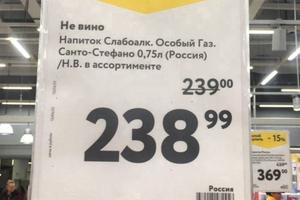 Не вино
Напиток Слабоалк. Особый Газ.
Санто-Стефано 0,75л (Россия)
/Н.В. в ассортименте
239 00
238 99
Россия
- 15%
369 00